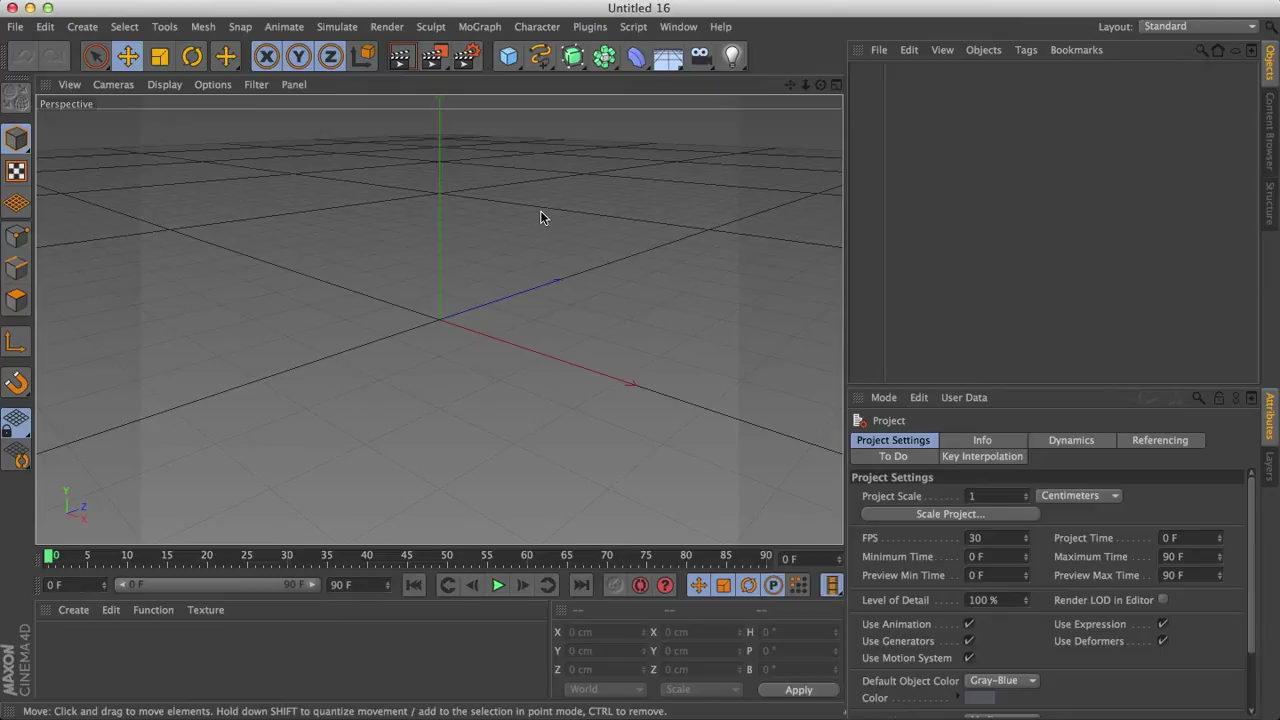 Untitled 16
File Edit Create Select Tools Mesh Snap Animate Simulate Render Sculpt MoGraph Character Plugins Script Window Help
Layout: Standard
X Y Z
File Edit View Objects Tags Bookmarks
View Cameras Display Options Filter Panel
Perspective
Objects
Content Browser
Structure
Y
Z
X
Mode Edit User Data
Project
Project Settings Info Dynamics Referencing
To Do Key Interpolation
Attributes
Layers
Project Settings
Project Scale 1 Centimeters
Scale Project...
FPS 30 Project Time 0 F
Minimum Time 0 F Maximum Time 90 F
Preview Min Time 0 F Preview Max Time 90 F
Level of Detail 100 % Render LOD in Editor
Use Animation Use Expression
Use Generators Use Deformers
Use Motion System
Default Object Color Gray-Blue
Color
0 5 10 15 20 25 30 35 40 45 50 55 60 65 70 75 80 85 90 0 F
0 F 0 F 90 F 90 F
? P
Create Edit Function Texture
-- -- --
X 0 cm X 0 cm H 0 °
Y 0 cm Y 0 cm P 0 °
Z 0 cm Z 0 cm B 0 °
World Scale Apply
MAXON
CINEMA 4D
Move: Click and drag to move elements. Hold down SHIFT to quantize movement / add to the selection in point mode, CTRL to remove.